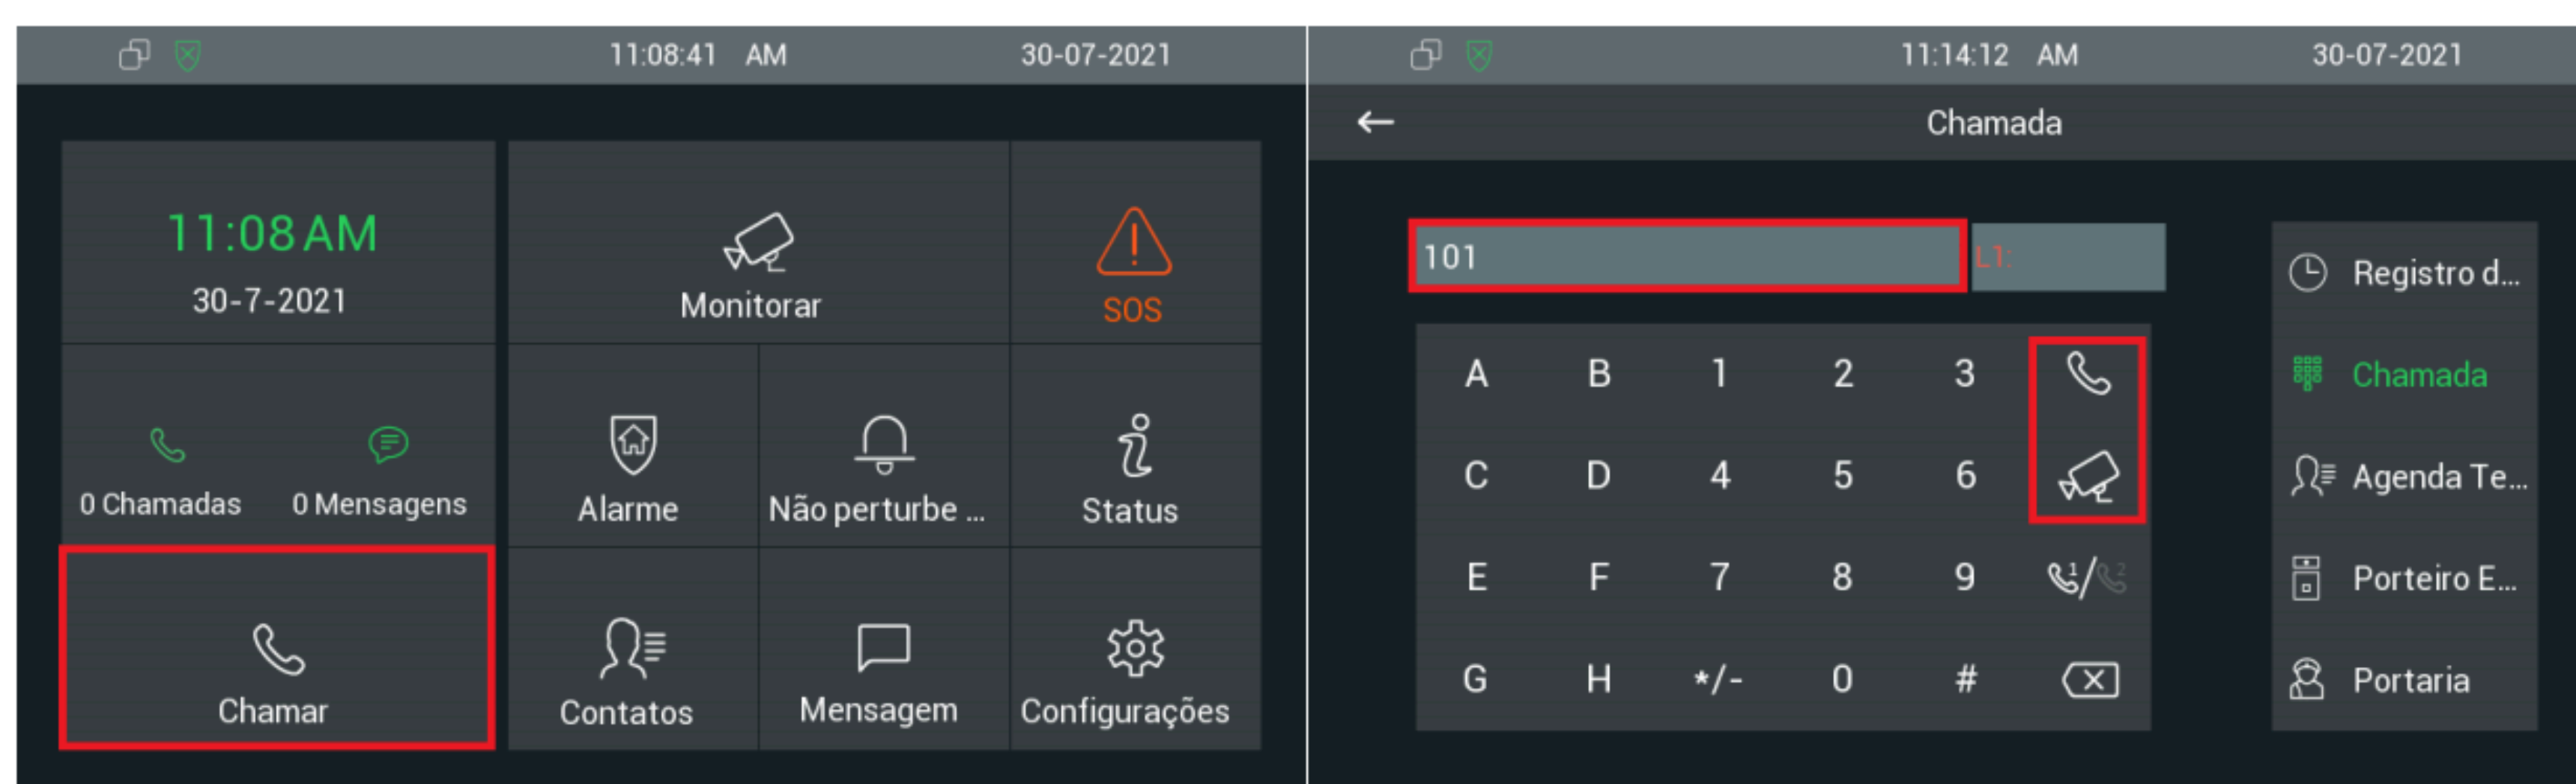 11:08:41 AM 30-07-2021
11:08 AM
30-7-2021
Monitorar
SOS
0 Chamadas 0 Mensagens
Alarme
Não perturbe ...
Status
Chamar
Contatos
Mensagem
Configurações
11:14:12 AM 30-07-2021
Chamada
101
L1:
A B 1 2 3
C D 4 5 6
E F 7 8 9 1/2
G H */- 0 #
Registro d...
Chamada
Agenda Te...
Porteiro E...
Portaria